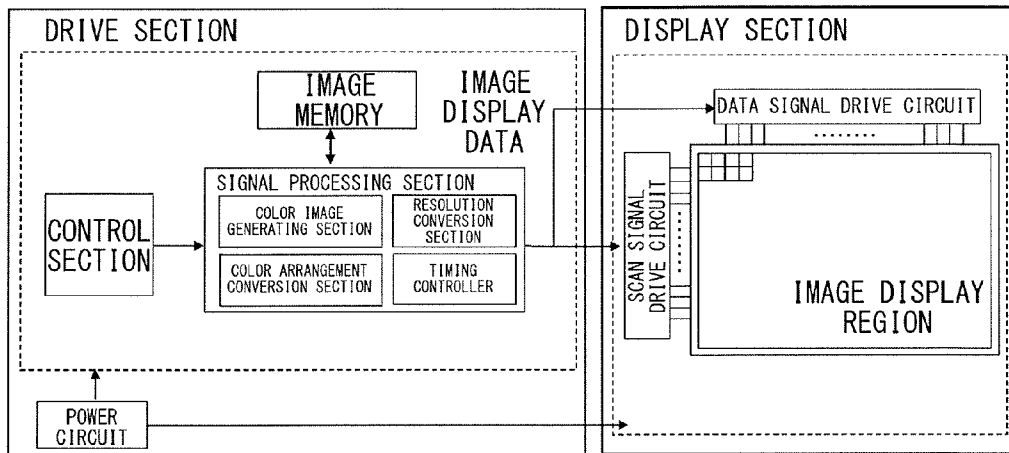 DRIVE SECTION
IMAGE
MEMORY
IMAGE
DISPLAY
DATA
CONTROL
SECTION
SIGNAL PROCESSING SECTION
COLOR IMAGE
GENERATING SECTION
RESOLUTION
CONVERSION
SECTION
COLOR ARRANGEMENT
CONVERSION SECTION
TIMING
CONTROLLER
POWER
CIRCUIT
DISPLAY SECTION
DATA SIGNAL DRIVE CIRCUIT
SCAN SIGNAL
DRIVE CIRCUIT
IMAGE DISPLAY
REGION